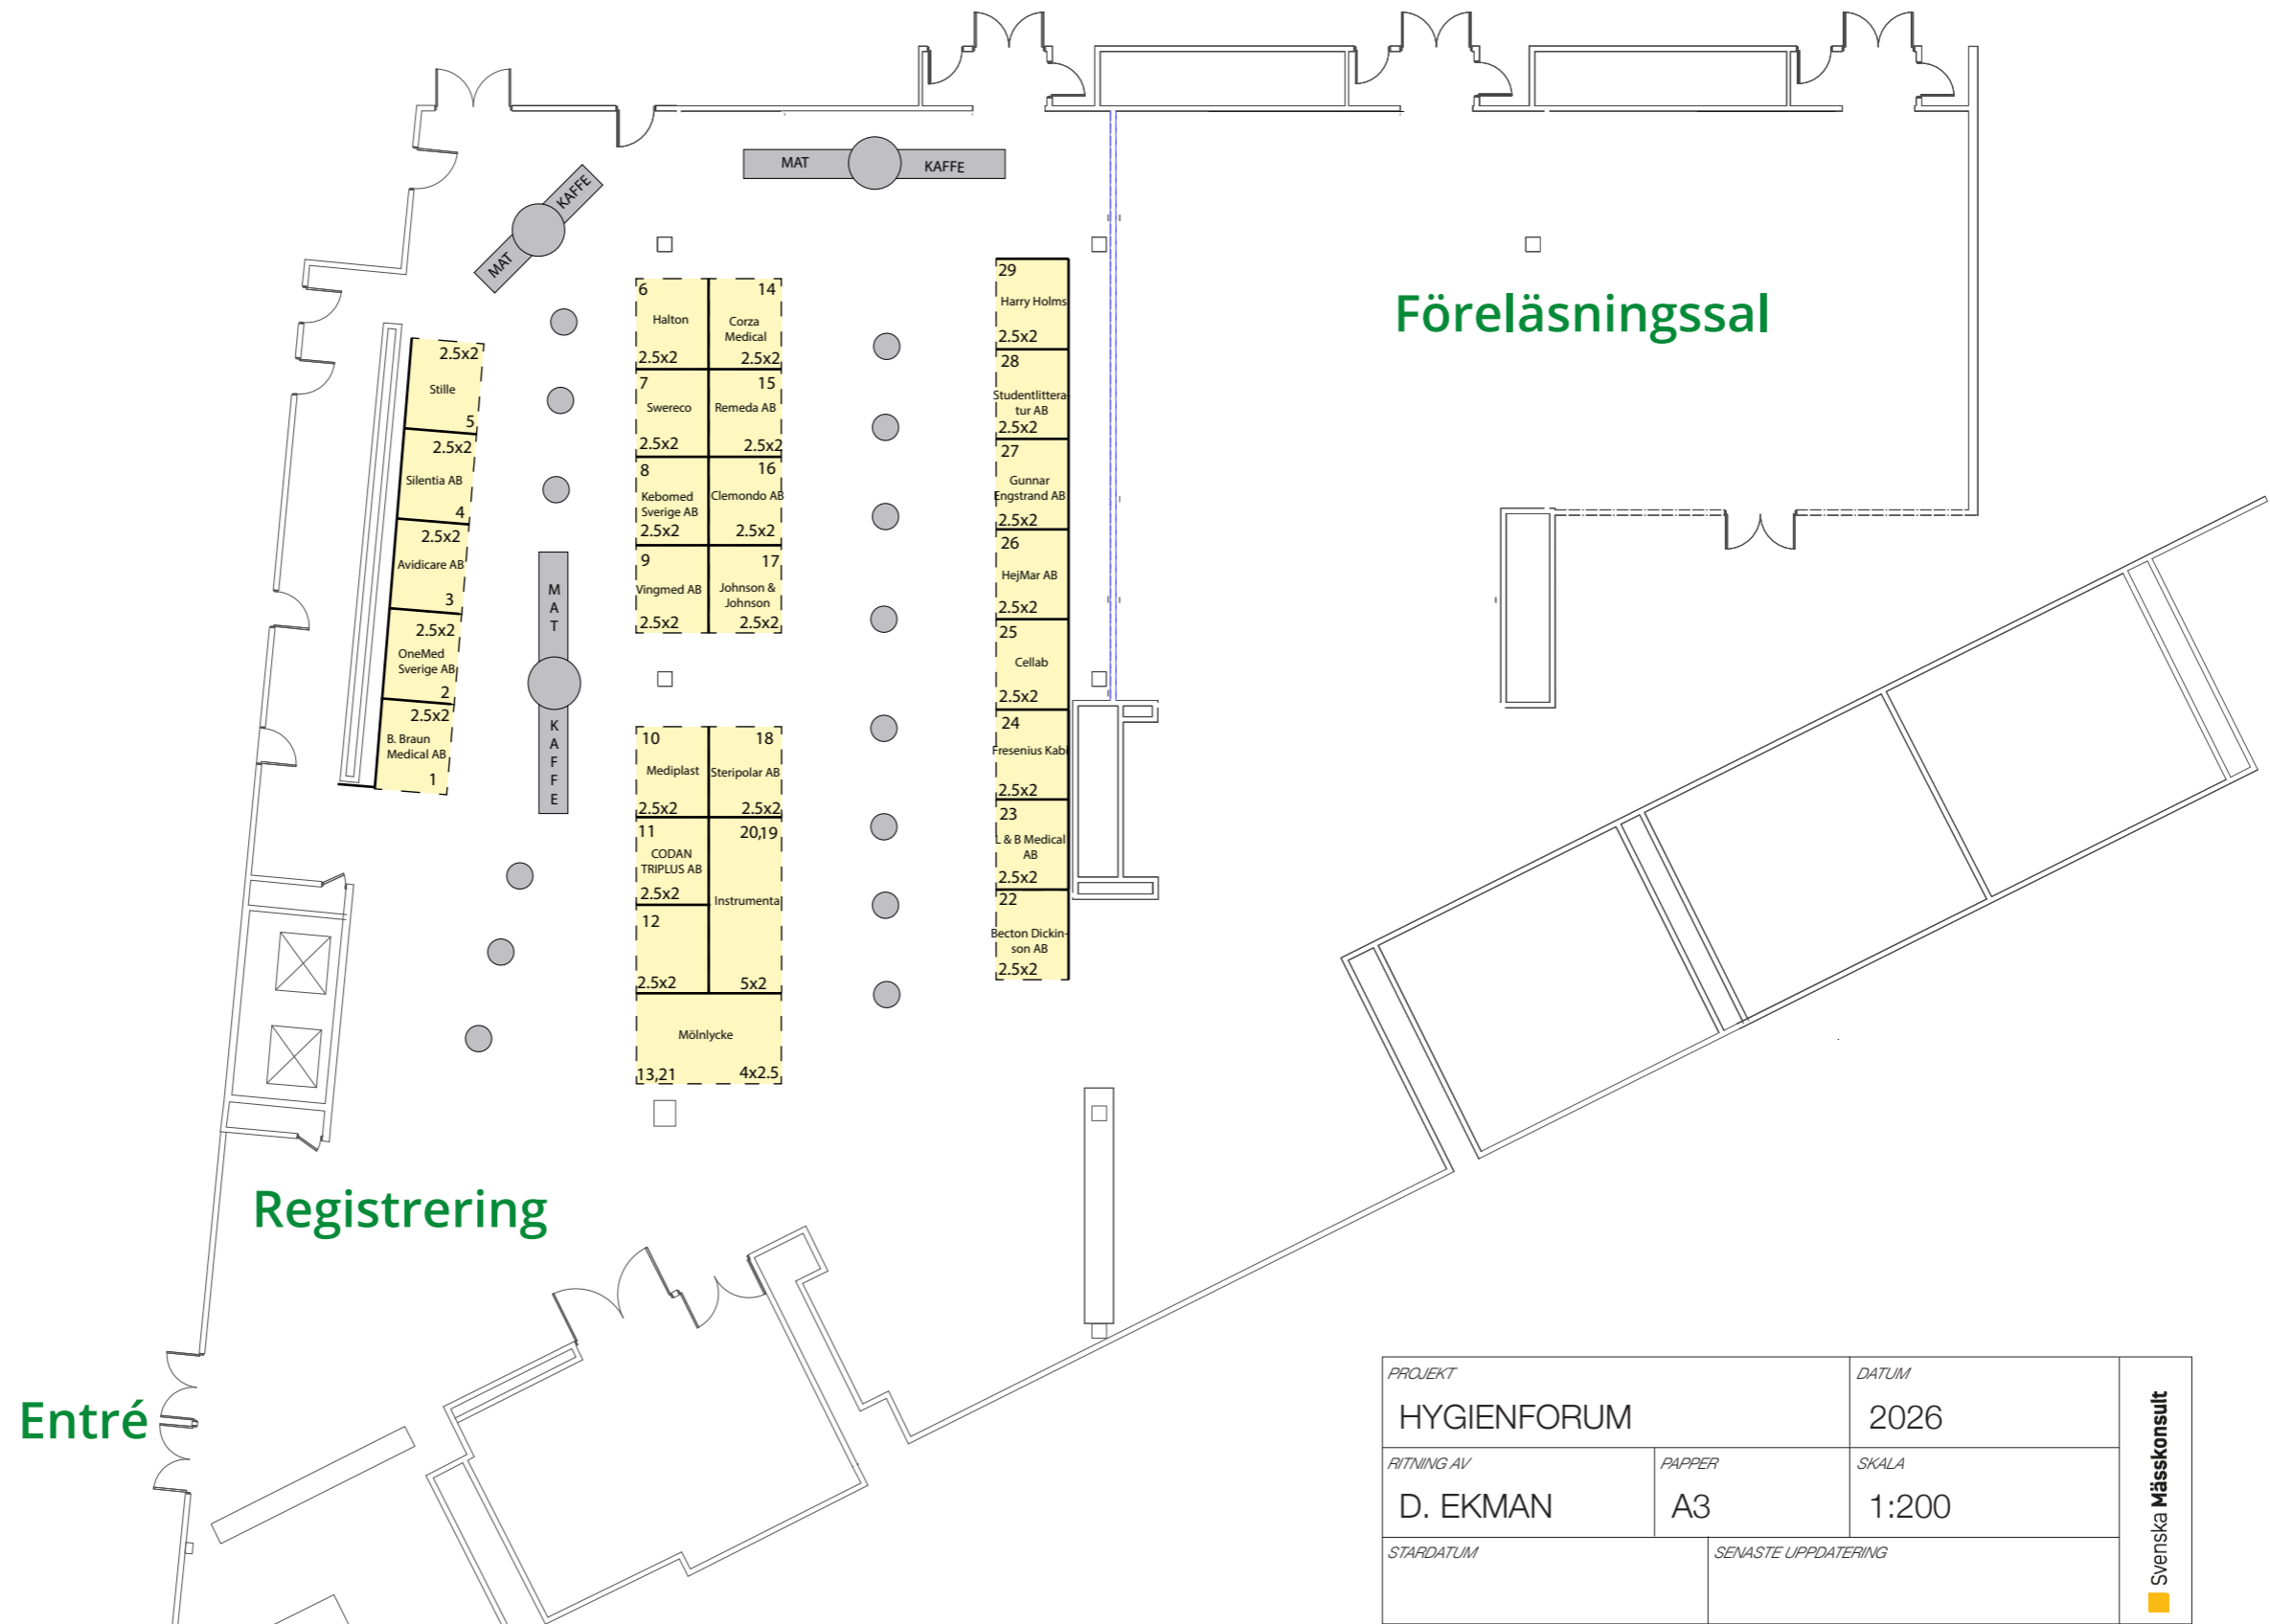 MAT
KAFFE
MAT
KAFFE
Föreläsningssal
6
Halton
2.5x2
14
Corza
Medical
2.5x2
7
Swereco
2.5x2
15
Remeda AB
2.5x2
8
Kebomed
Sverige AB
2.5x2
16
Clemondo AB
2.5x2
9
Vingmed AB
2.5x2
17
Johnson &
Johnson
2.5x2
29
Harry Holms
2.5x2
28
Studentlittera-
tur AB
2.5x2
27
Gunnar
Engstrand AB
2.5x2
26
HejMar AB
2.5x2
25
Cellab
2.5x2
24
Fresenius Kabi
2.5x2
23
L & B Medical
AB
2.5x2
22
Becton Dickin-
son AB
2.5x2
2.5x2
Stille
5
2.5x2
Silentia AB
4
2.5x2
Avidicare AB
3
2.5x2
OneMed
Sverige AB
2
2.5x2
B. Braun
Medical AB
1
MAT
KAFFE
10
Mediplast
2.5x2
18
Steripolar AB
2.5x2
11
CODAN
TRIPLUS AB
2.5x2
20,19
Instrumenta
5x2
12
2.5x2
Mölnlycke
13,21
4x2.5
Registrering
Entré
PROJEKT
HYGIENFORUM
DATUM
2026
RITNING AV
D. EKMAN
PAPPER
A3
SKALA
1:200
STARDATUM
SENASTE UPPDATERING
Svenska Mässkonsult